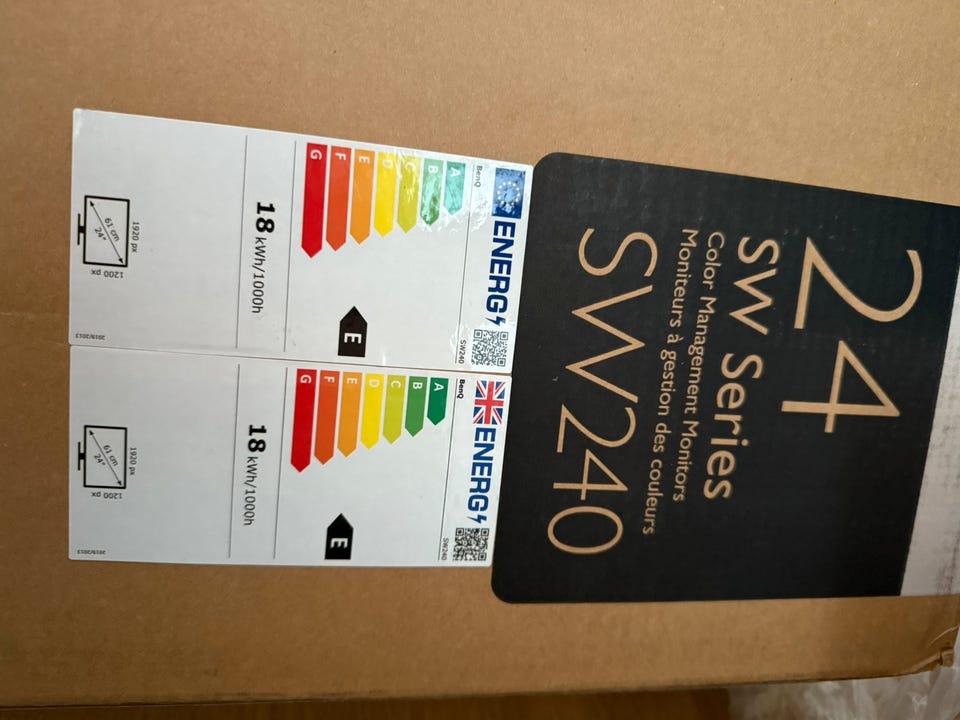 24
SW Series
Color Management Monitors
Moniteurs à gestion des couleurs
SW240
ENERG
BenQ
SW240
A
B
C
D
E
F
G
E
18 kWh/1000h
1920 px
1200 px
61 cm
24"
2019/2013
ENERG
BenQ
SW240
A
B
C
D
E
F
G
E
18 kWh/1000h
1920 px
1200 px
61 cm
24"
2019/2013